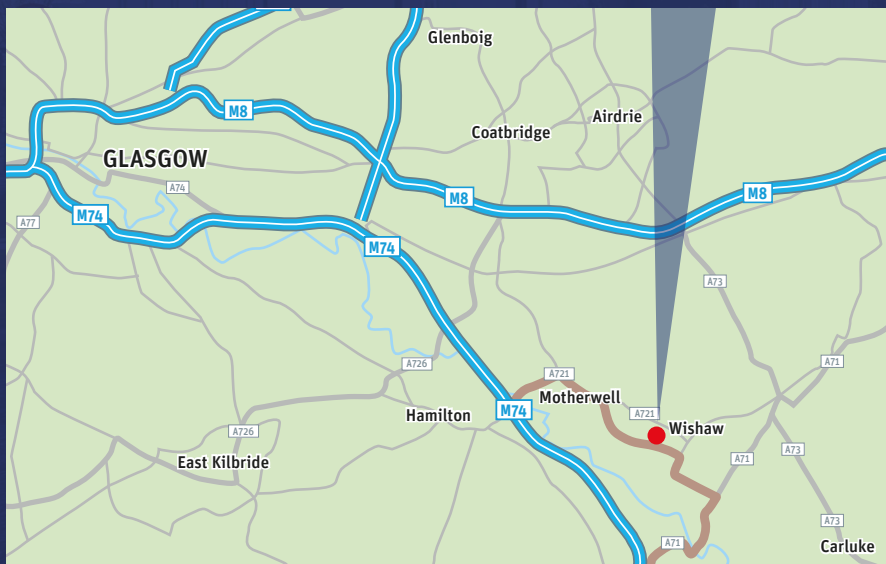 Glenboig
M8
Airdrie
Coatbridge
GLASGOW
A74
M8
M8
A77
M74
M74
A73
A726
A721
A71
Motherwell
Hamilton
M74
A721
Wishaw
A726
A73
A71
East Kilbride
A73
A71
Carluke